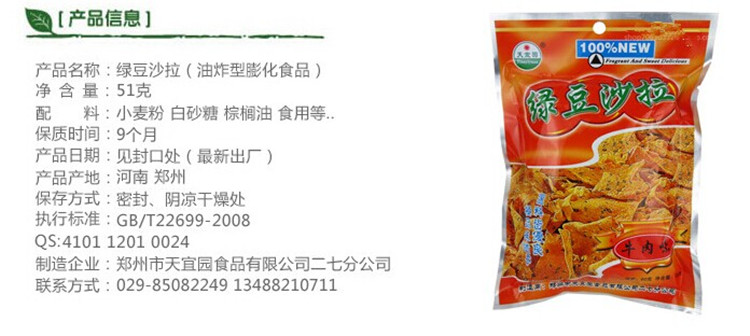 [ 产品信息 ]
产品名称：绿豆沙拉（油炸型膨化食品）
净 含 量：51克
配　　料：小麦粉 白砂糖 棕榈油 食用等..
保质时间：9个月
产品日期：见封口处（最新出厂）
产品产地：河南 郑州
保存方式：密封、阴凉干燥处
执行标准：GB/T22699-2008
QS:4101 1201 0024
制造企业：郑州市天宜园食品有限公司二七分公司
联系方式：029-85082249 13488210711
天宜园
100%NEW
Fragrant And Sweet Delicious
绿豆沙拉
牛肉味